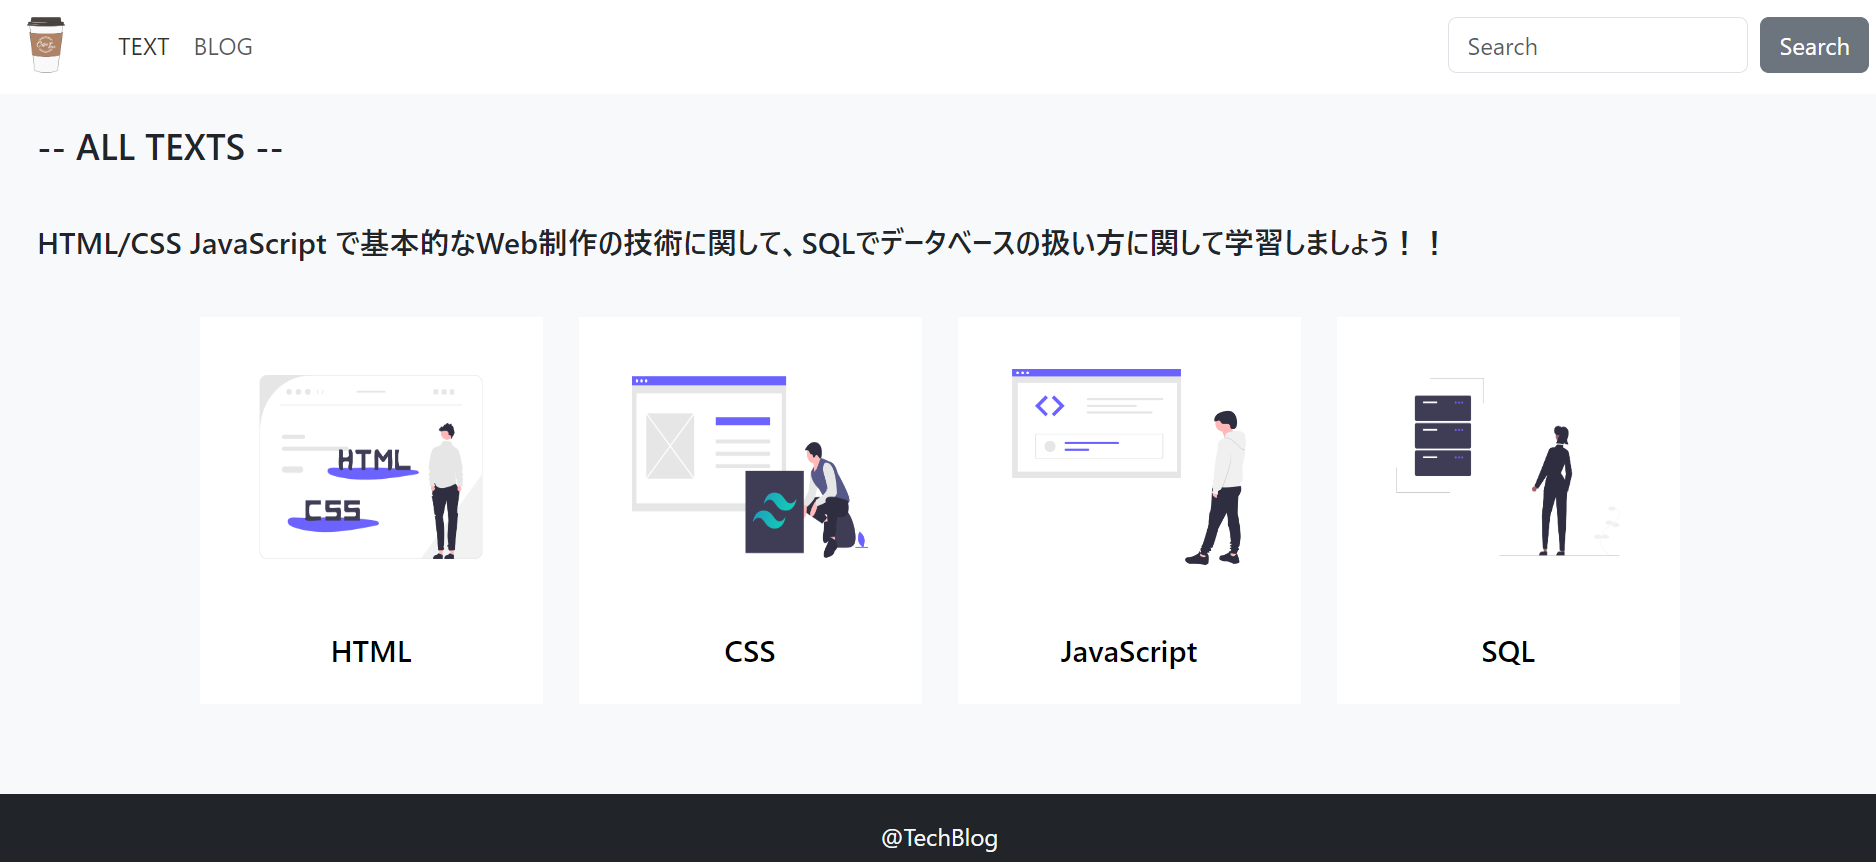 TEXT BLOG Search Search
-- ALL TEXTS --
HTML/CSS JavaScript で基本的なWeb制作の技術に関して、SQLでデータベースの扱い方に関して学習しましょう！！
HTML
CSS
HTML CSS JavaScript SQL
@TechBlog